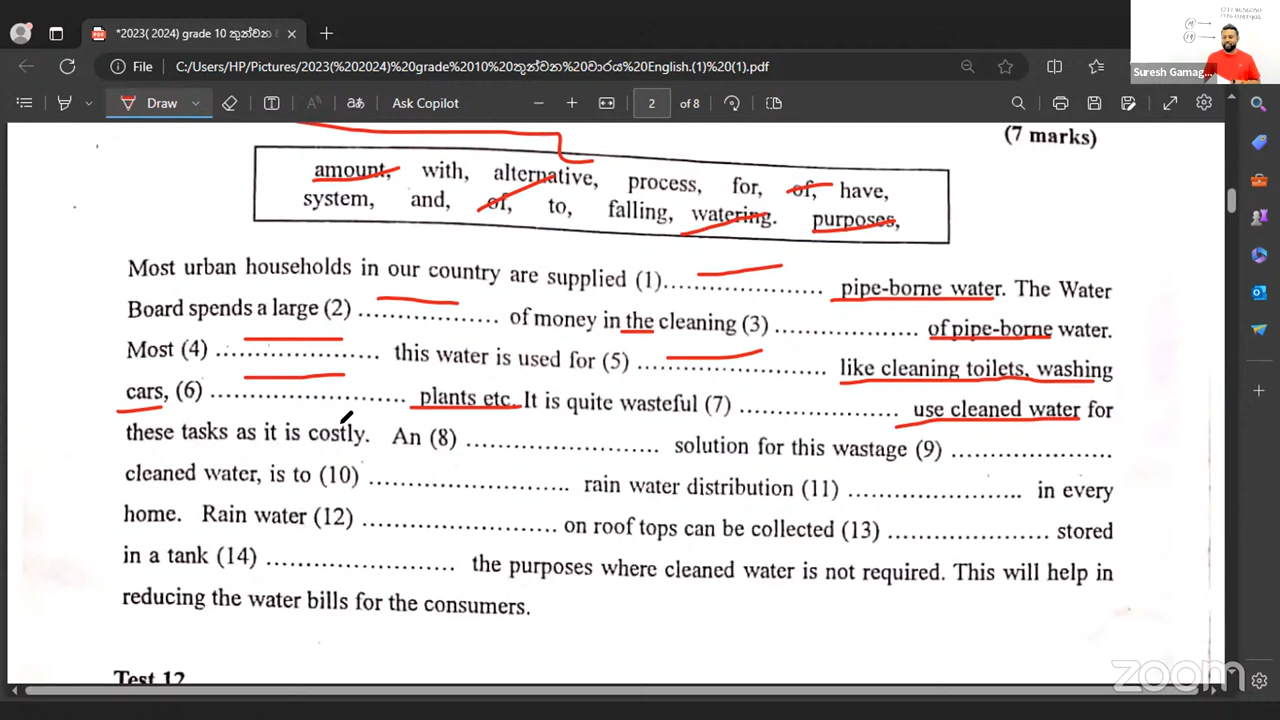 *2023( 2024) grade 10 තුන්වන
File C:/Users/HP/Pictures/2023(%202024)%20grade%2010%20තුන්වන%20වාරය%20English.(1)%20(1).pdf
Draw aあ Ask Copilot 2 of 8
Suresh Gamag...
(7 marks)
amount, with, alternative, process, for, of, have,
system, and, of, to, falling, watering. purposes,
Most urban households in our country are supplied (1)........................ pipe-borne water. The Water
Board spends a large (2) ..................... of money in the cleaning (3) ..................... of pipe-borne water.
Most (4) ........................ this water is used for (5) ............................ like cleaning toilets, washing
cars, (6) .............................. plants etc. It is quite wasteful (7) ........................ use cleaned water for
these tasks as it is costly. An (8) ............................. solution for this wastage (9) ........................
cleaned water, is to (10) .............................. rain water distribution (11) .......................... in every
home. Rain water (12) ............................. on roof tops can be collected (13) ........................ stored
in a tank (14) ............................ the purposes where cleaned water is not required. This will help in
reducing the water bills for the consumers.
Test 12
zoom